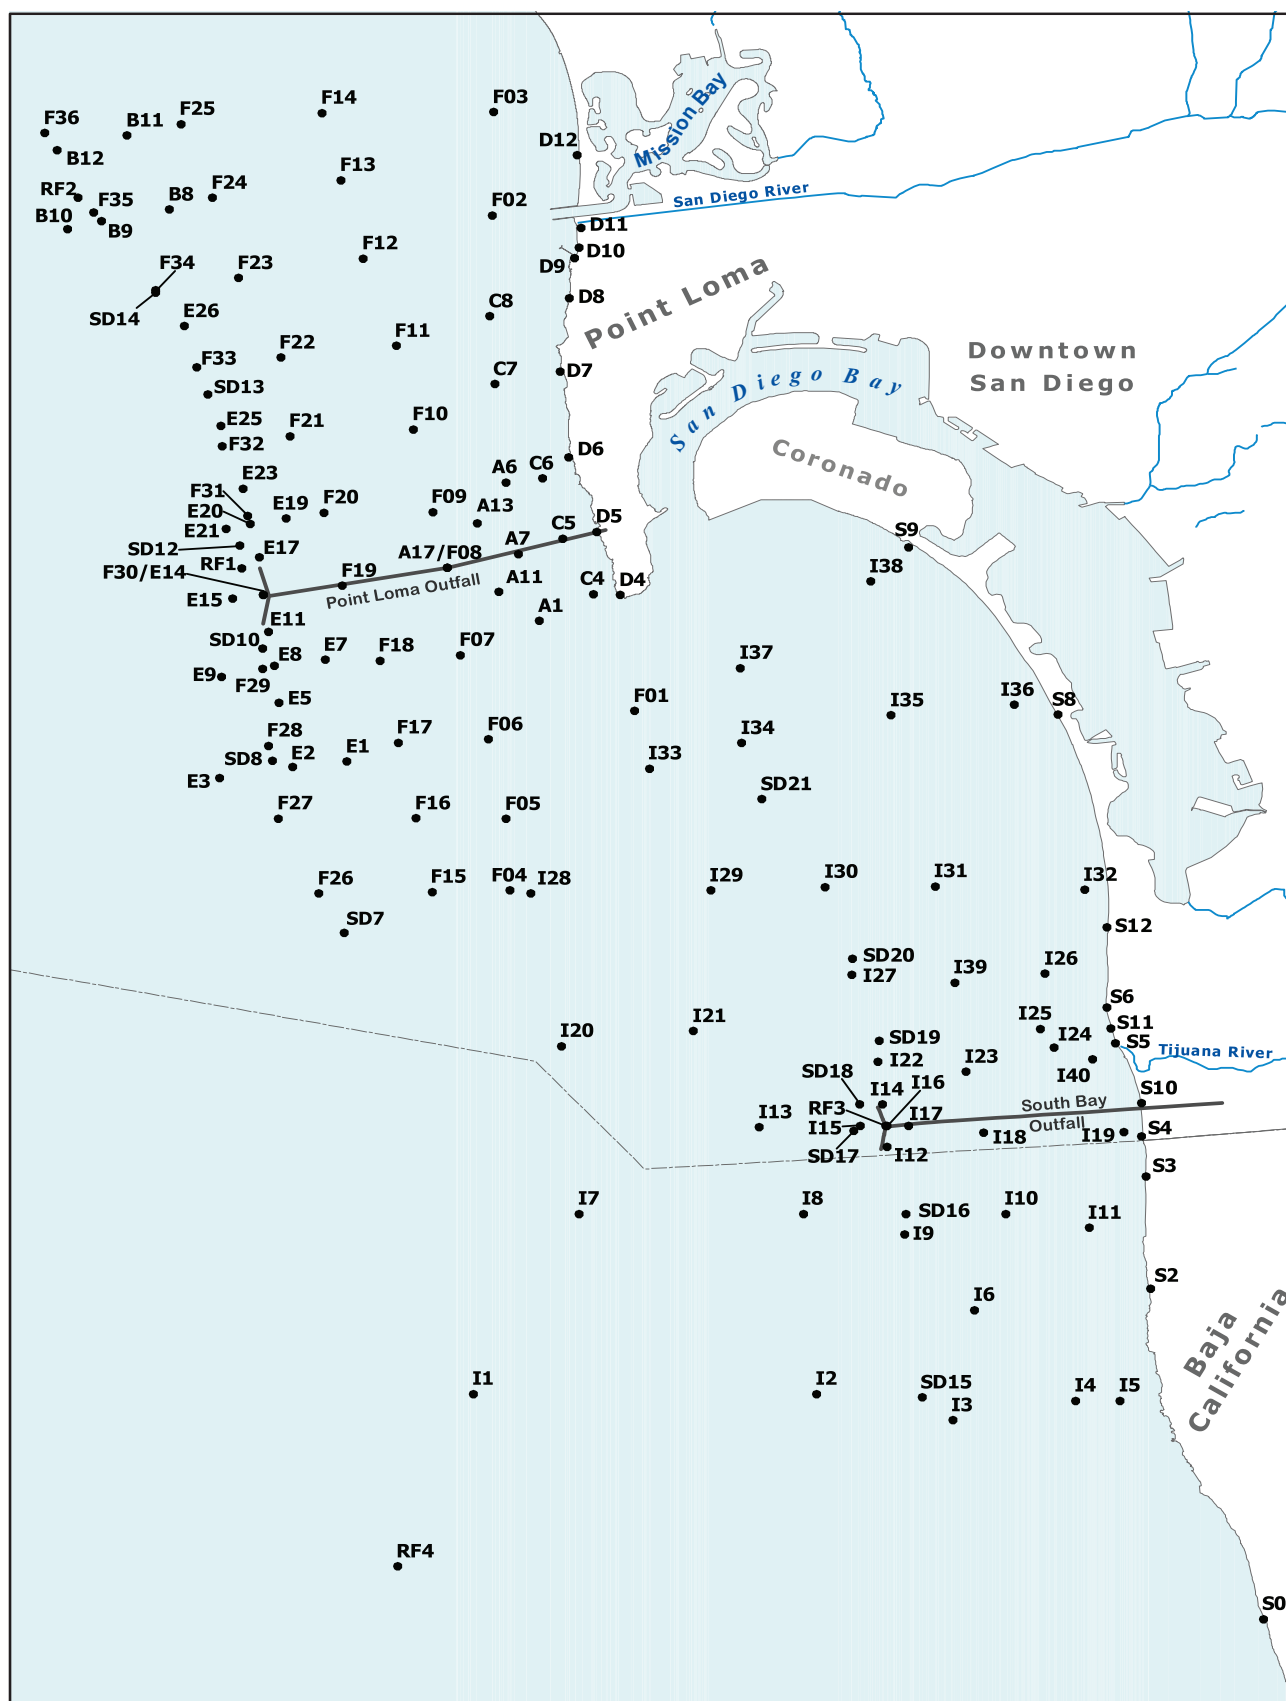 F03
F14
F25
F36
B11
Mission Bay
D12
B12
F13
RF2
F35
B8
F24
San Diego River
B10
B9
F02
D11
F12
D10
F34
F23
D9
Point Loma
SD14
E26
C8
D8
F11
F22
Downtown
San Diego
F33
SD13
C7
D7
San Diego Bay
E25
F21
F10
F32
D6
Coronado
E23
A6
C6
F31
E20
E19
F20
F09
A13
E21
D5
C5
S9
SD12
E17
A17/F08
A7
RF1
I38
F30/E14
F19
Point Loma Outfall
A11
C4
D4
E15
A1
E11
SD10
E8
E7
F18
F07
I37
E9
F29
E5
F01
I35
I36
S8
F28
F17
F06
I34
SD8
E2
E1
I33
E3
SD21
F27
F16
F05
F26
F15
F04
I28
I29
I30
I31
I32
SD7
S12
SD20
I27
I39
I26
S6
I20
I21
I25
S11
SD19
I24
S5
Tijuana River
I22
I23
I40
SD18
I14
I16
S10
RF3
South Bay
Outfall
I13
I15
I17
I18
I19
S4
SD17
I12
S3
I7
I8
SD16
I10
I11
I9
S2
I6
Baja
California
I1
I2
SD15
I3
I4
I5
RF4
S0